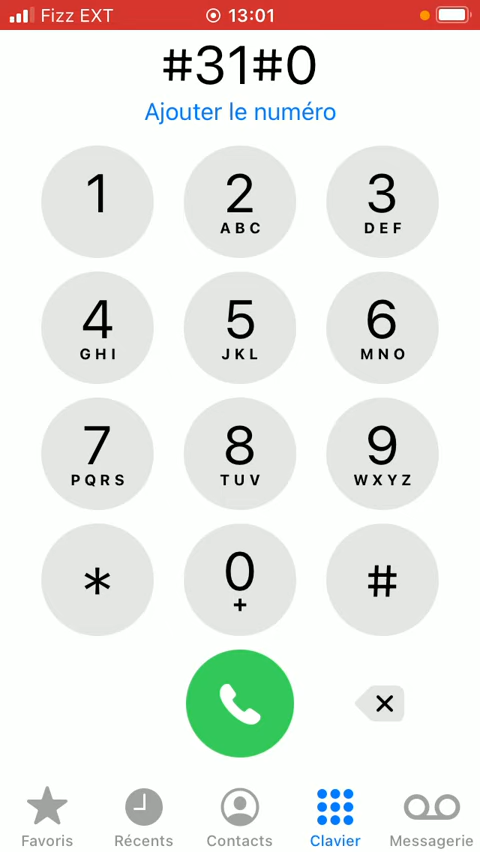 Fizz EXT 13:01
#31#0
Ajouter le numéro
1 2 3
ABC DEF
4 5 6
GHI JKL MNO
7 8 9
PQRS TUV WXYZ
* 0 #
+
Favoris Récents Contacts Clavier Messagerie